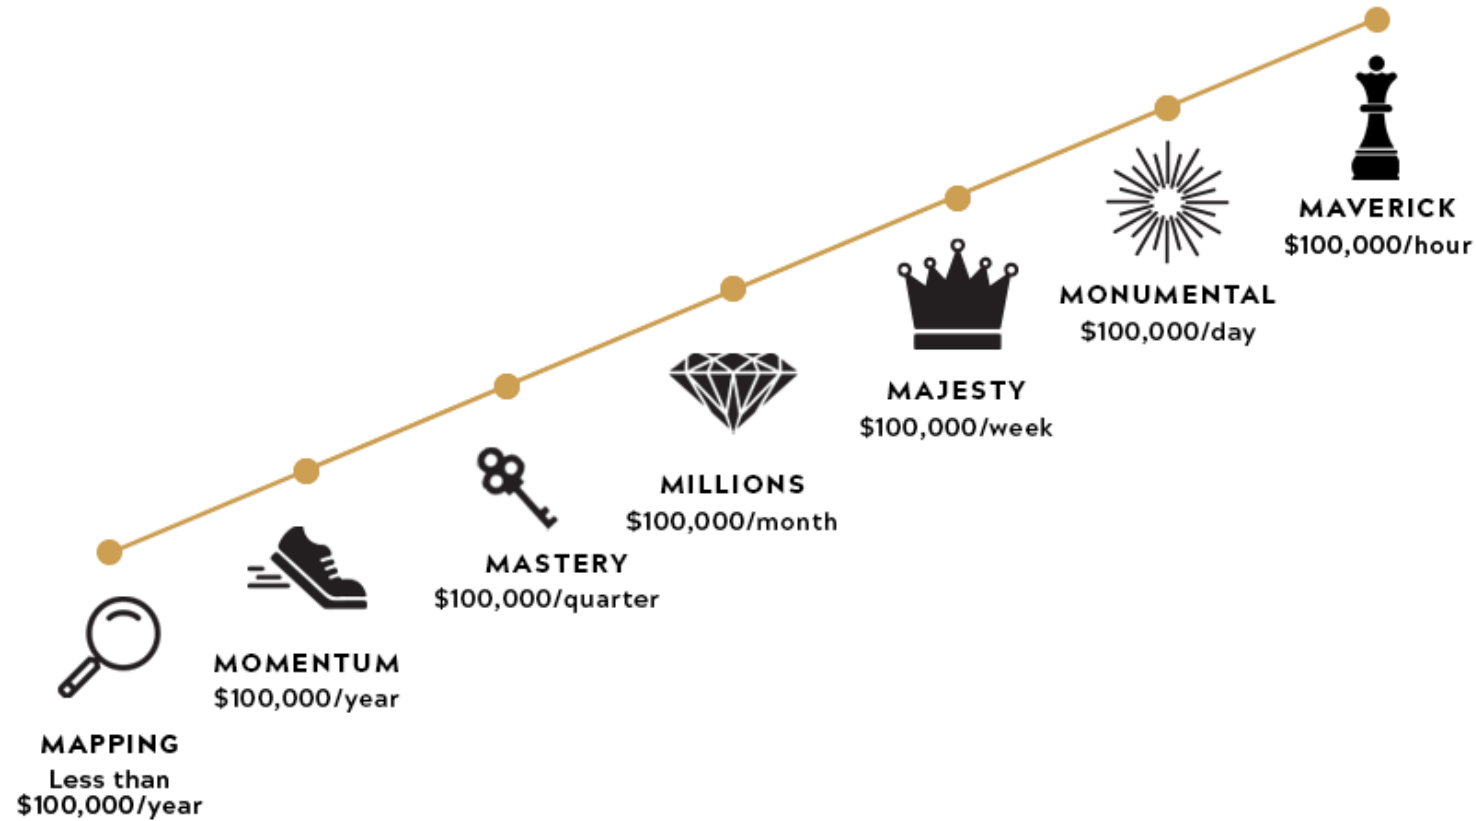 MAPPING
Less than
$100,000/year
MOMENTUM
$100,000/year
MASTERY
$100,000/quarter
MILLIONS
$100,000/month
MAJESTY
$100,000/week
MONUMENTAL
$100,000/day
MAVERICK
$100,000/hour